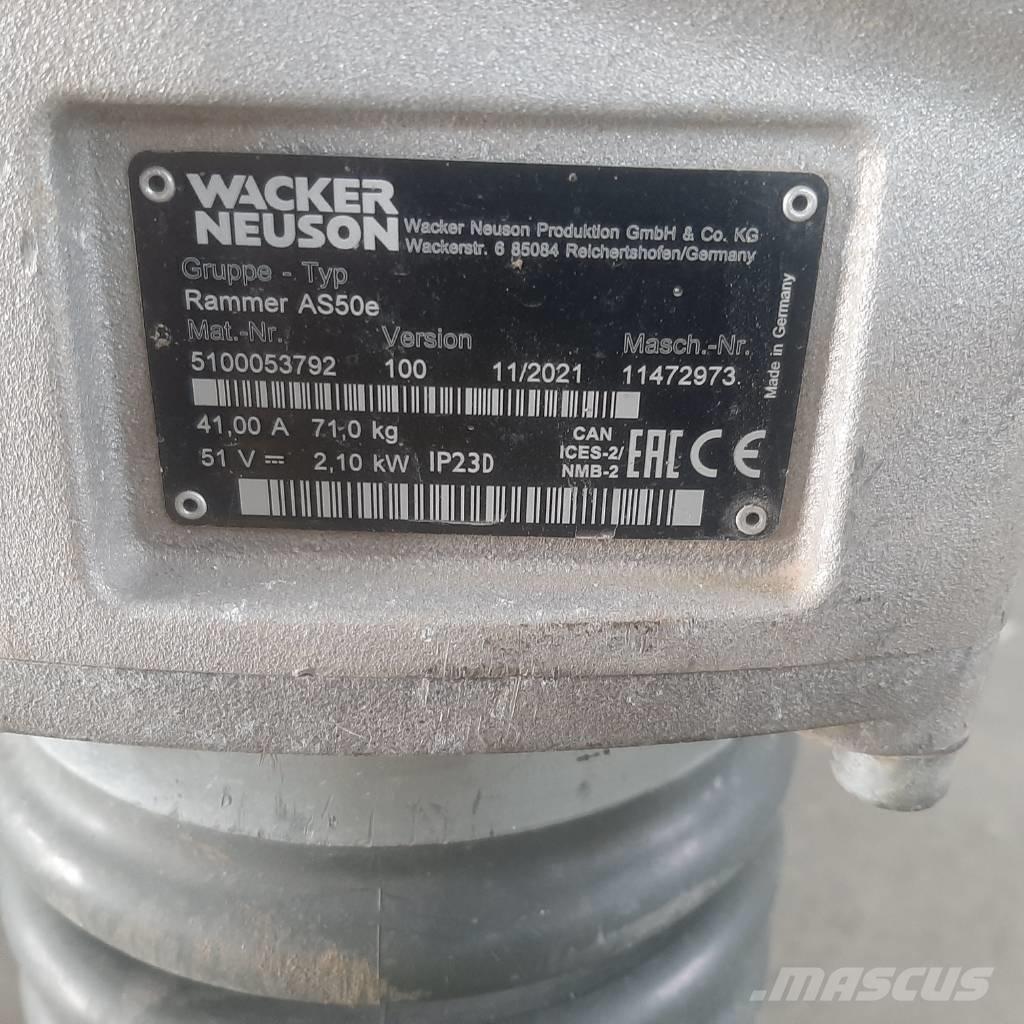 WACKER
NEUSON
Wacker Neuson Produktion GmbH & Co. KG
Wackerstr. 6 85084 Reichertshofen/Germany
Gruppe - Typ
Rammer AS50e
Mat.-Nr. Version Masch.-Nr.
5100053792 100 11/2021 11472973
41,00 A 71,0 kg
51 V 2,10 kW IP23D
CAN
ICES-2/
NMB-2
EAC CE
Made in Germany
MASCUS